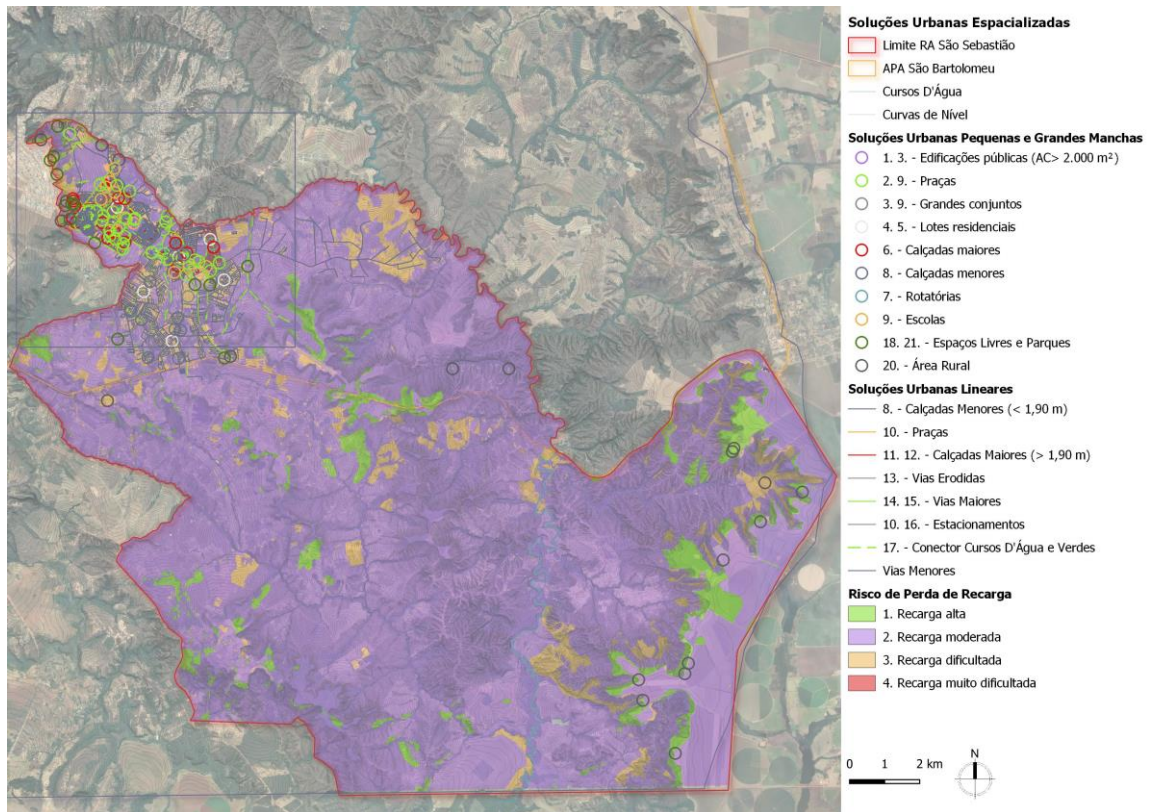 Soluções Urbanas Espacializadas
Limite RA São Sebastião
APA São Bartolomeu
Cursos D'Água
Curvas de Nível
Soluções Urbanas Pequenas e Grandes Manchas
1. 3. - Edificações públicas (AC> 2.000 m²)
2. 9. - Praças
3. 9. - Grandes conjuntos
4. 5. - Lotes residenciais
6. - Calçadas maiores
8. - Calçadas menores
7. - Rotatórias
9. - Escolas
18. 21. - Espaços Livres e Parques
20. - Área Rural
Soluções Urbanas Lineares
8. - Calçadas Menores (< 1,90 m)
10. - Praças
11. 12. - Calçadas Maiores (> 1,90 m)
13. - Vias Erodidas
14. 15. - Vias Maiores
10. 16. - Estacionamentos
17. - Conector Cursos D'Água e Verdes
Vias Menores
Risco de Perda de Recarga
1. Recarga alta
2. Recarga moderada
3. Recarga dificultada
4. Recarga muito dificultada
0 1 2 km
N